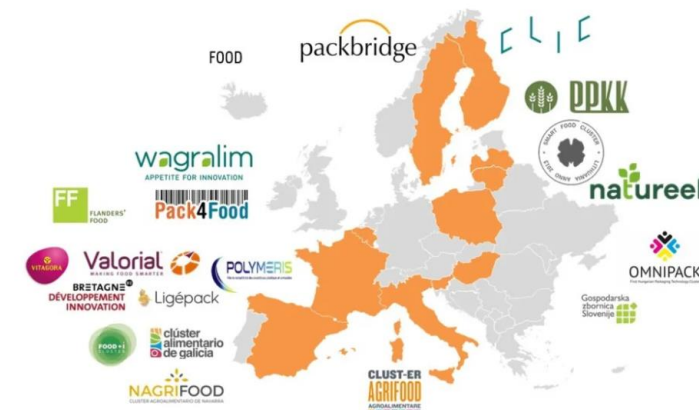 FOOD
packbridge
CLIC
PPKK
SMART FOOD CLUSTER
wagralim
APPETITE FOR INNOVATION
Pack4Food
natureef
FF
FLANDERS'
FOOD
OMNIPACK
VITAGORA
Valorial
MAKING FOOD SMARTER
POLYMERIS
BRETAGNE
DÉVELOPPEMENT
INNOVATION
Ligépack
Gospodarska
zbornica
Slovenije
FOOD+i
CLUSTER
clúster
alimentario
de galicia
NAGRIFOOD
CLUSTER AGROALIMENTARIO DE NAVARRA
CLUST-ER
AGRIFOOD
AGROALIMENTARE